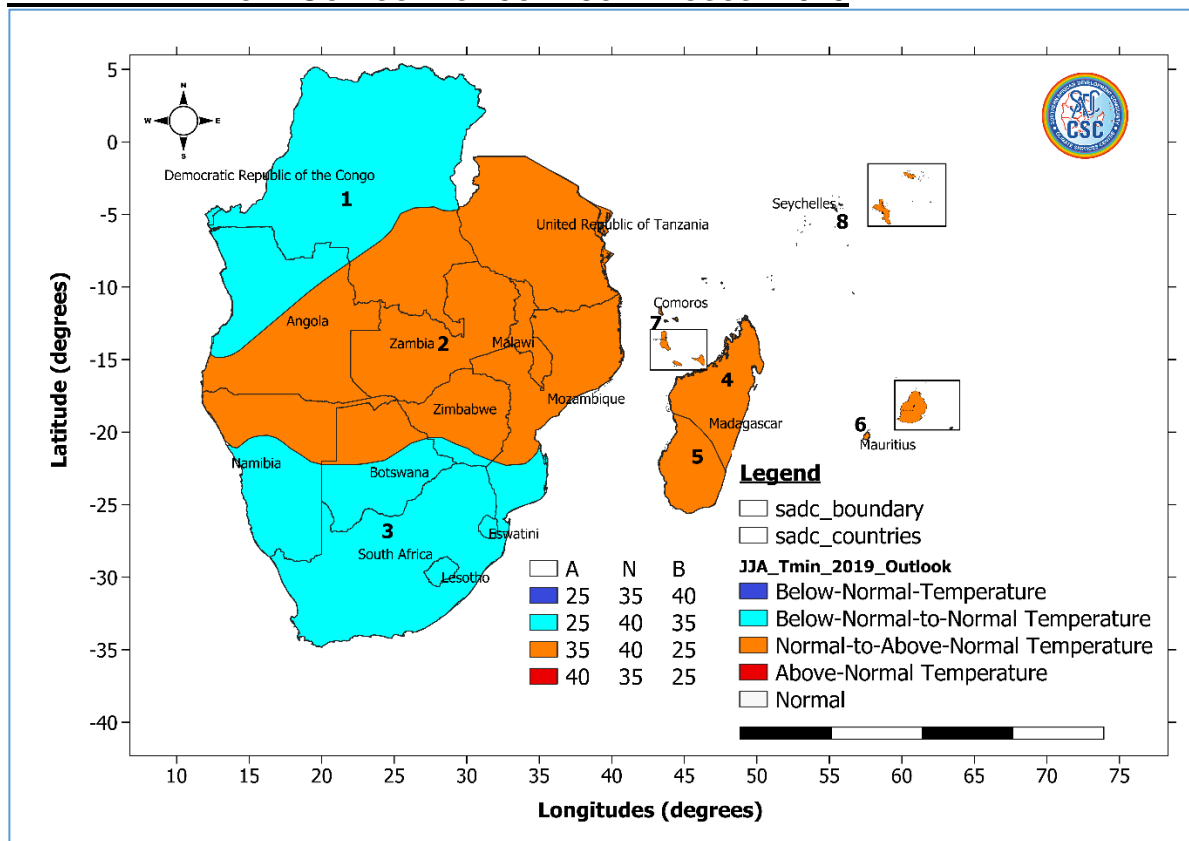 N
W E
S
SADC
CSC
CLIMATE SERVICES CENTRE
Democratic Republic of the Congo
1
United Republic of Tanzania
Seychelles
8
Comoros
7
Angola
Zambia 2
Malawi
4
Mozambique
Zimbabwe
Madagascar
6
Mauritius
Namibia
Botswana
5
3
South Africa
Eswatini
Lesotho
Legend
sadc_boundary
sadc_countries
JJA_Tmin_2019_Outlook
Below-Normal-Temperature
Below-Normal-to-Normal Temperature
Normal-to-Above-Normal Temperature
Above-Normal Temperature
Normal
A N B
25 35 40
25 40 35
35 40 25
40 35 25
Latitude (degrees)
5
0
-5
-10
-15
-20
-25
-30
-35
-40
10 15 20 25 30 35 40 45 50 55 60 65 70 75
Longitudes (degrees)